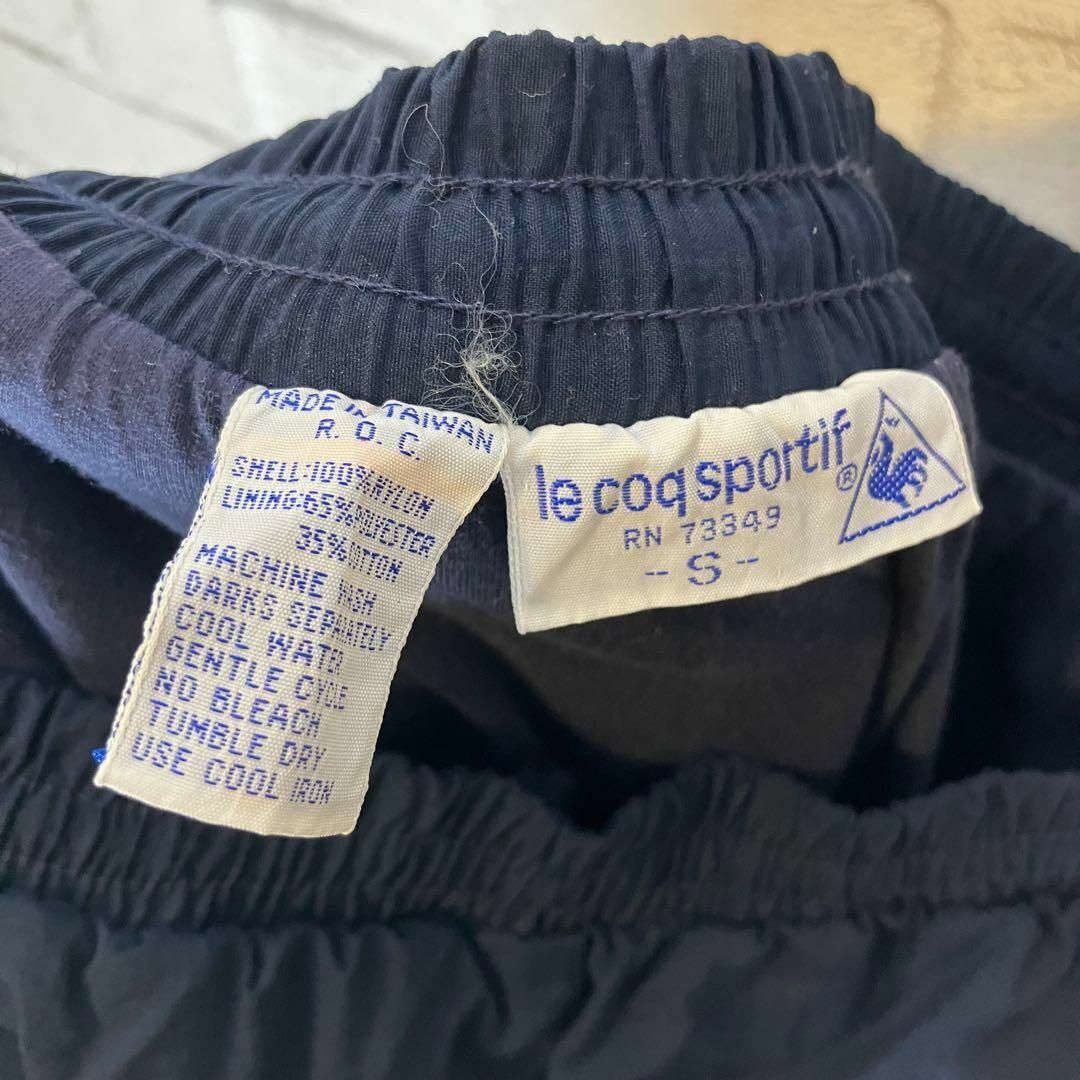 MADE IN TAIWAN
R. O. C.
SHELL:100% NYLON
LINING:65% POLYESTER
35% COTTON
MACHINE WASH
DARKS SEPARATELY
COOL WATER
GENTLE CYCLE
NO BLEACH
TUMBLE DRY
USE COOL IRON
le coq sportif ®
RN 73349
- S -